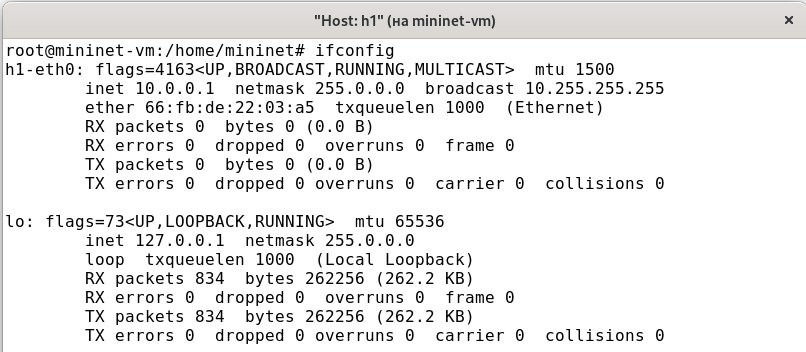 "Host: h1" (на mininet-vm)
×
root@mininet-vm:/home/mininet# ifconfig
h1-eth0: flags=4163<UP,BROADCAST,RUNNING,MULTICAST>  mtu 1500
        inet 10.0.0.1  netmask 255.0.0.0  broadcast 10.255.255.255
        ether 66:fb:de:22:03:a5  txqueuelen 1000  (Ethernet)
        RX packets 0  bytes 0 (0.0 B)
        RX errors 0  dropped 0  overruns 0  frame 0
        TX packets 0  bytes 0 (0.0 B)
        TX errors 0  dropped 0 overruns 0  carrier 0  collisions 0

lo: flags=73<UP,LOOPBACK,RUNNING>  mtu 65536
        inet 127.0.0.1  netmask 255.0.0.0
        loop  txqueuelen 1000  (Local Loopback)
        RX packets 834  bytes 262256 (262.2 KB)
        RX errors 0  dropped 0  overruns 0  frame 0
        TX packets 834  bytes 262256 (262.2 KB)
        TX errors 0  dropped 0 overruns 0  carrier 0  collisions 0